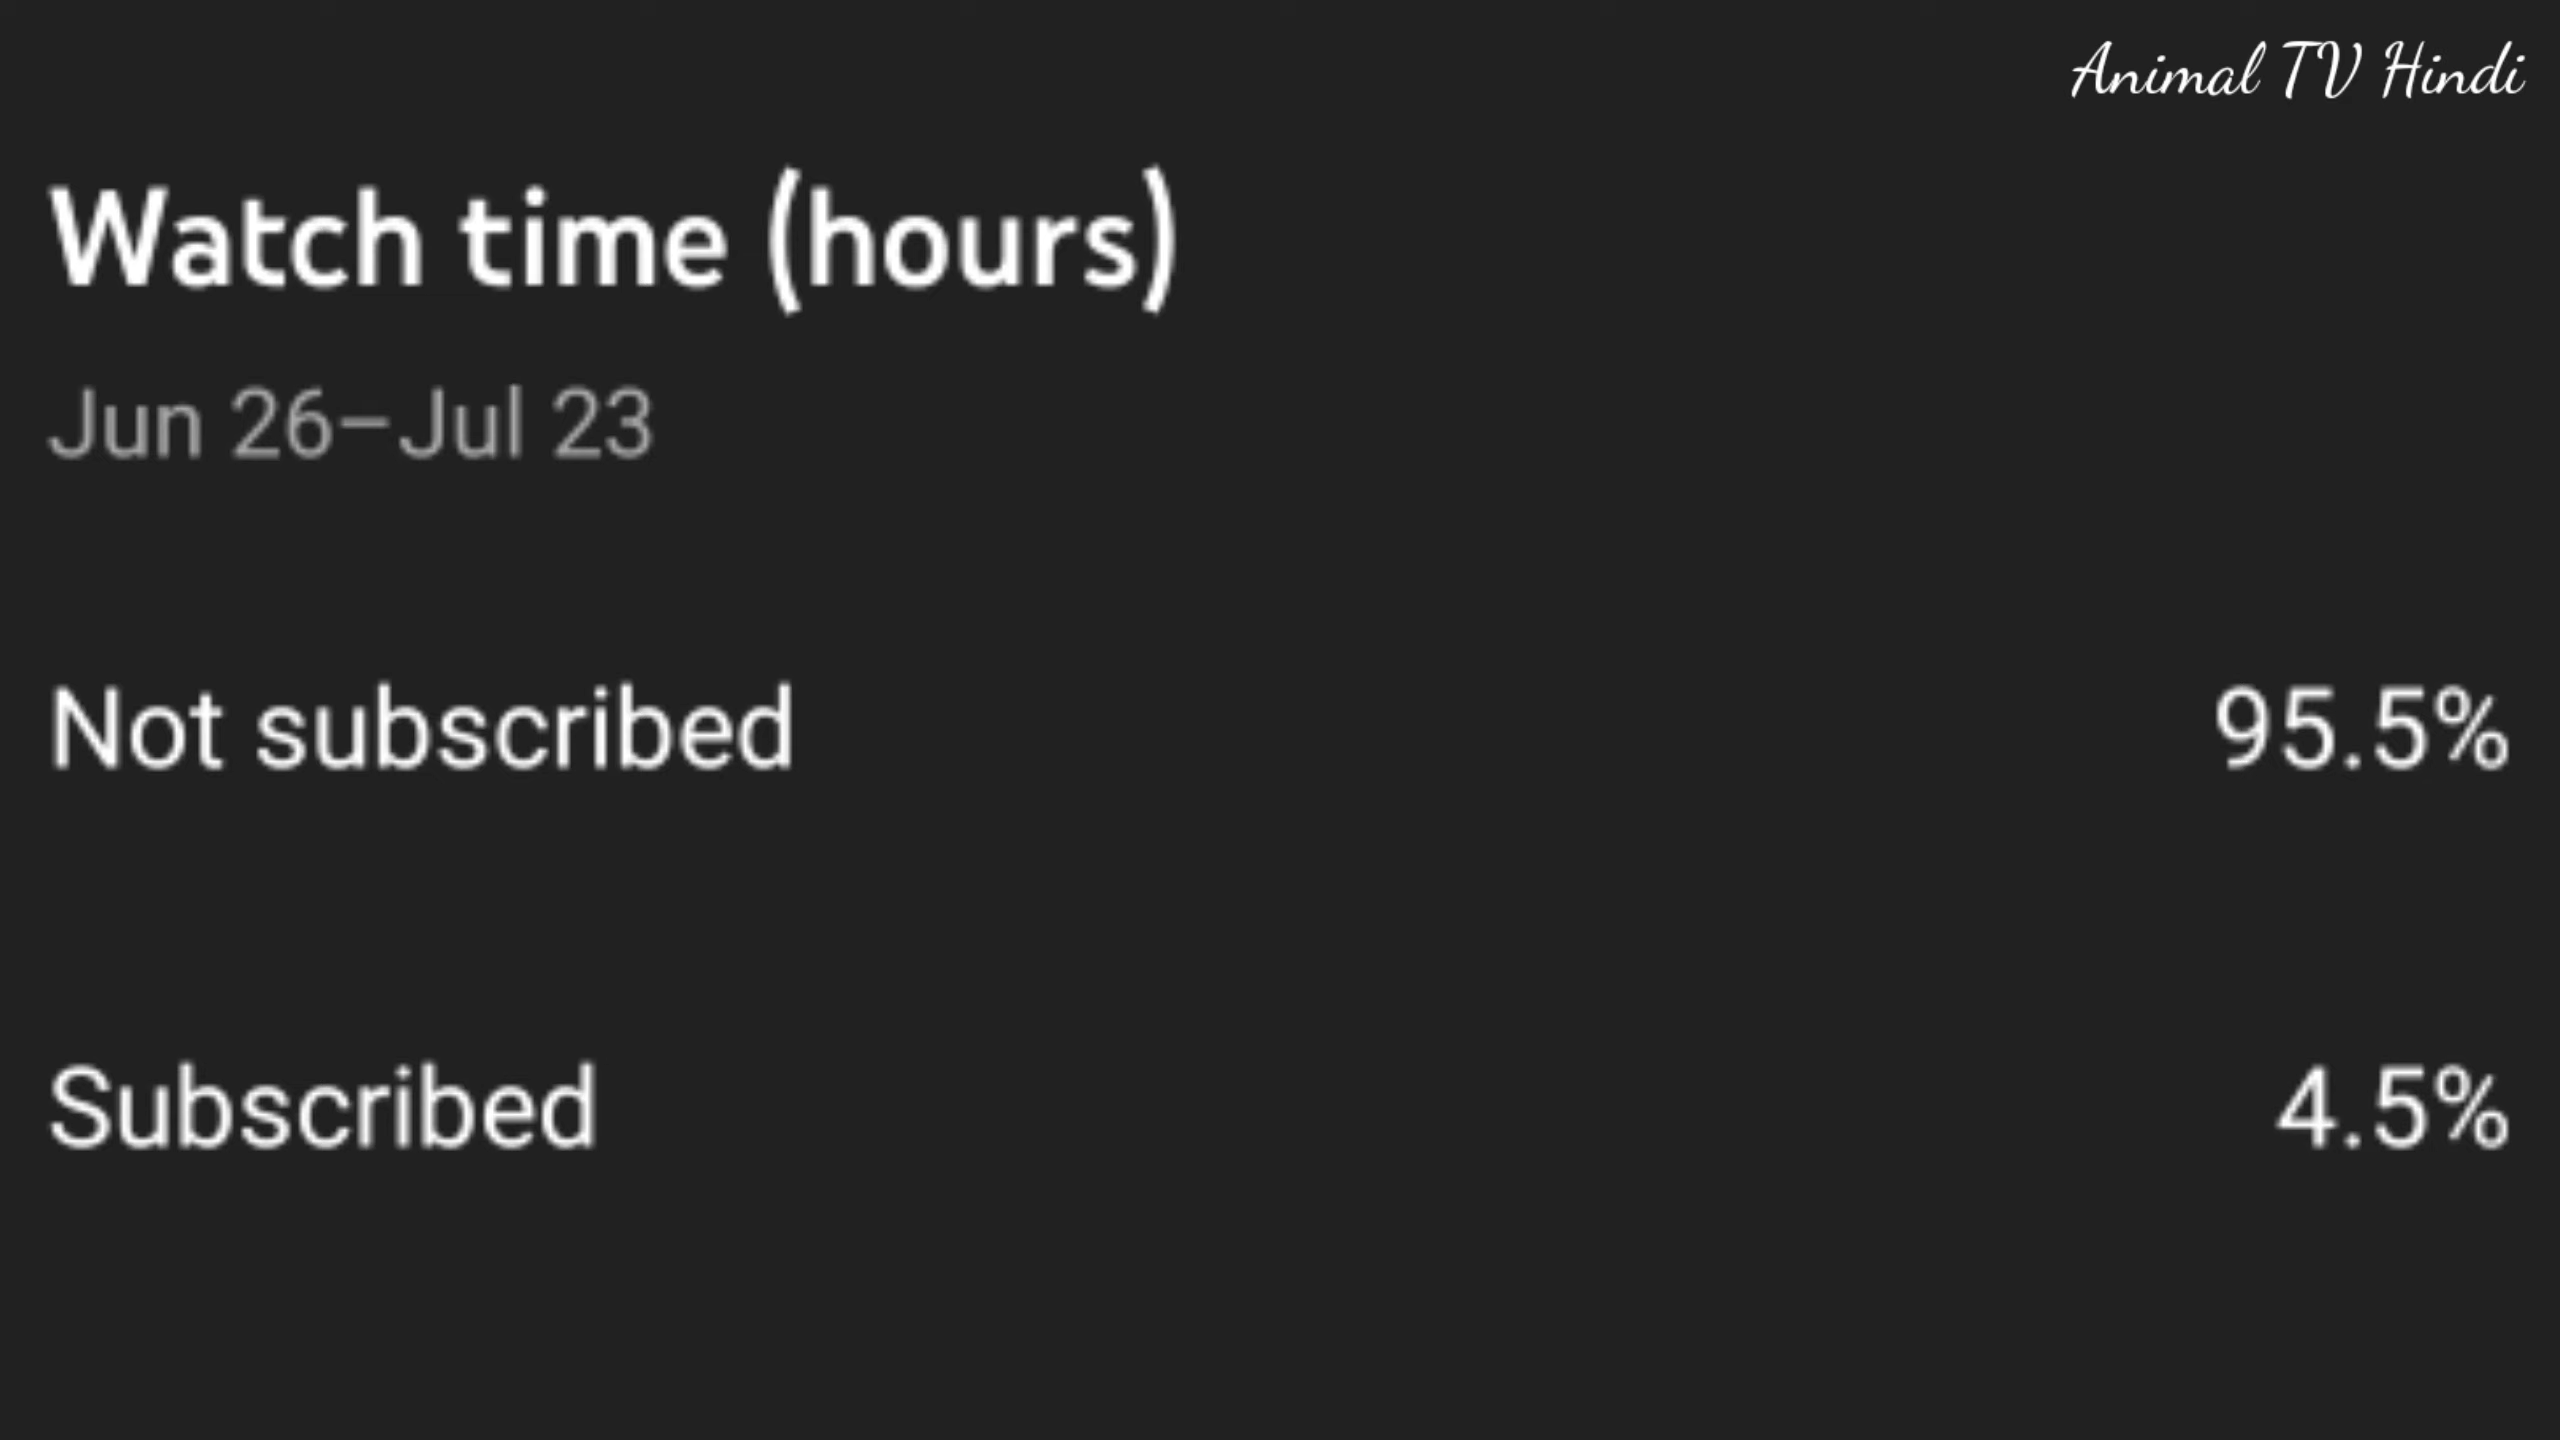 Animal TV Hindi
Watch time (hours)
Jun 26–Jul 23
Not subscribed 95.5%
Subscribed 4.5%